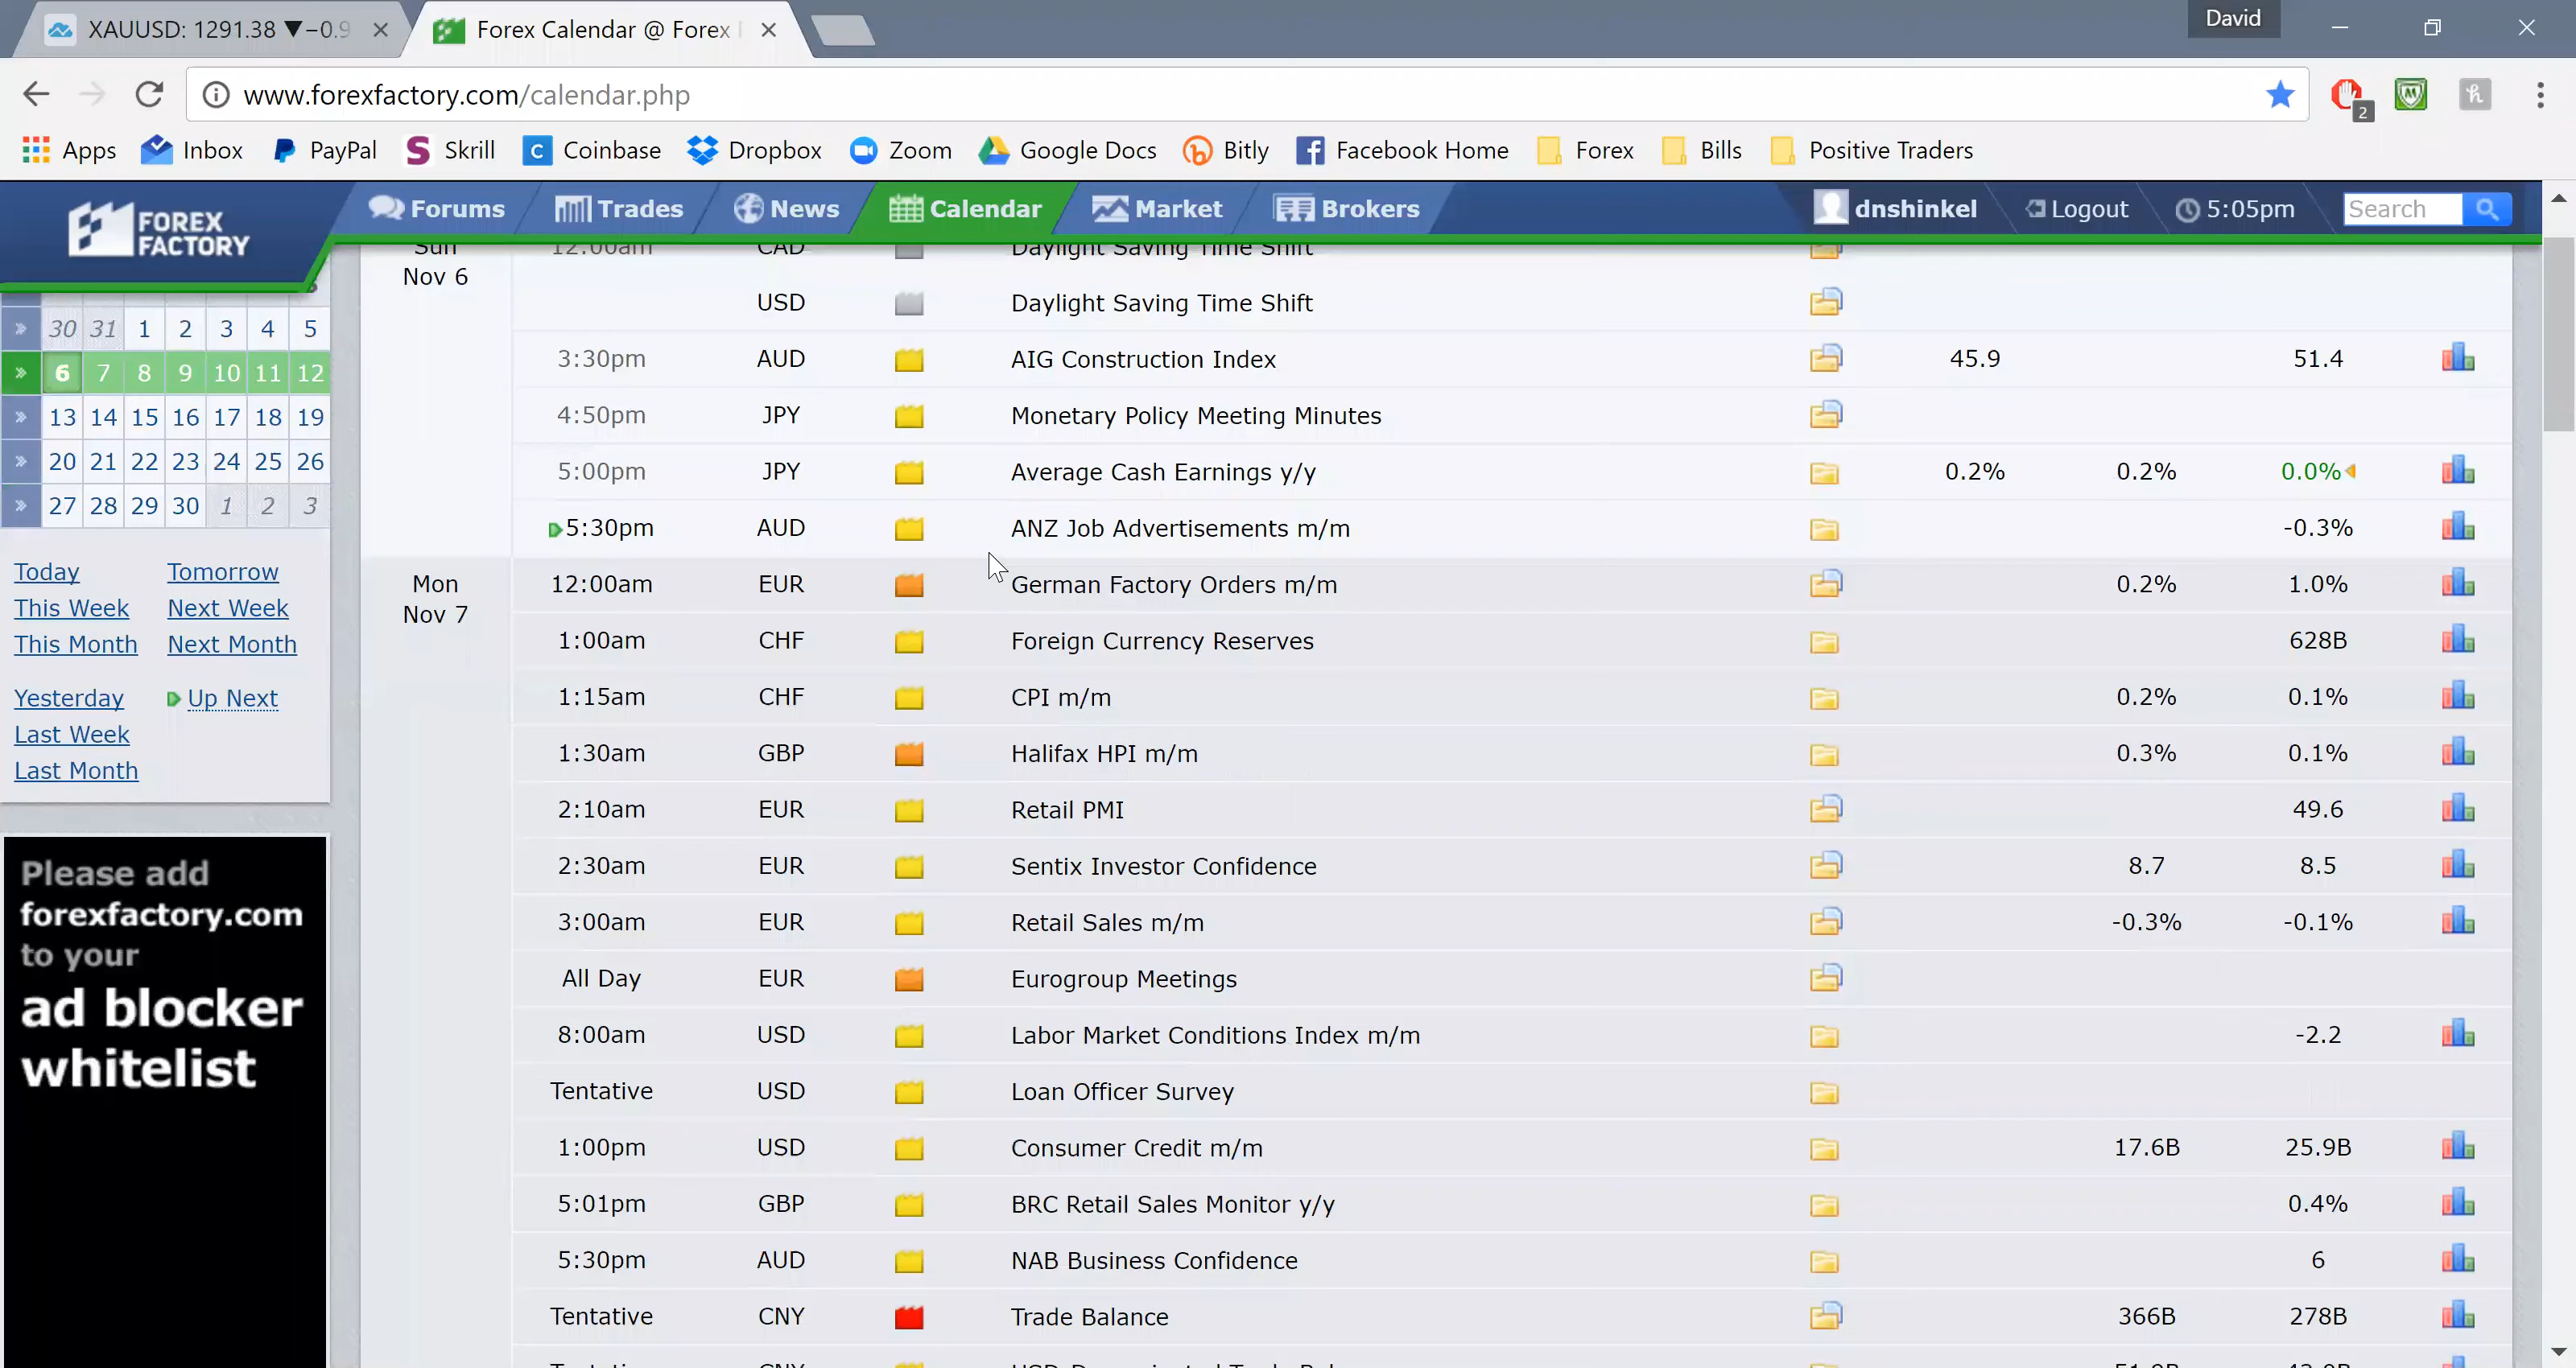 David
XAUUSD: 1291.38 ▼−0.9
Forex Calendar @ Forex
www.forexfactory.com/calendar.php
2
Apps Inbox PayPal Skrill Coinbase Dropbox Zoom Google Docs Bitly Facebook Home Forex Bills Positive Traders
FOREX FACTORY
Forums Trades News Calendar Market Brokers
dnshinkel Logout 5:05pm Search
» 30 31 1 2 3 4 5
» 6 7 8 9 10 11 12
» 13 14 15 16 17 18 19
» 20 21 22 23 24 25 26
» 27 28 29 30 1 2 3
Today Tomorrow
This Week Next Week
This Month Next Month
Yesterday Up Next
Last Week
Last Month
Please add
forexfactory.com
to your
ad blocker
whitelist
Sun 12:00am CAD Daylight Saving Time Shift
Nov 6
USD Daylight Saving Time Shift
3:30pm AUD AIG Construction Index 45.9 51.4
4:50pm JPY Monetary Policy Meeting Minutes
5:00pm JPY Average Cash Earnings y/y 0.2% 0.2% 0.0%
5:30pm AUD ANZ Job Advertisements m/m -0.3%
Mon 12:00am EUR German Factory Orders m/m 0.2% 1.0%
Nov 7
1:00am CHF Foreign Currency Reserves 628B
1:15am CHF CPI m/m 0.2% 0.1%
1:30am GBP Halifax HPI m/m 0.3% 0.1%
2:10am EUR Retail PMI 49.6
2:30am EUR Sentix Investor Confidence 8.7 8.5
3:00am EUR Retail Sales m/m -0.3% -0.1%
All Day EUR Eurogroup Meetings
8:00am USD Labor Market Conditions Index m/m -2.2
Tentative USD Loan Officer Survey
1:00pm USD Consumer Credit m/m 17.6B 25.9B
5:01pm GBP BRC Retail Sales Monitor y/y 0.4%
5:30pm AUD NAB Business Confidence 6
Tentative CNY Trade Balance 366B 278B